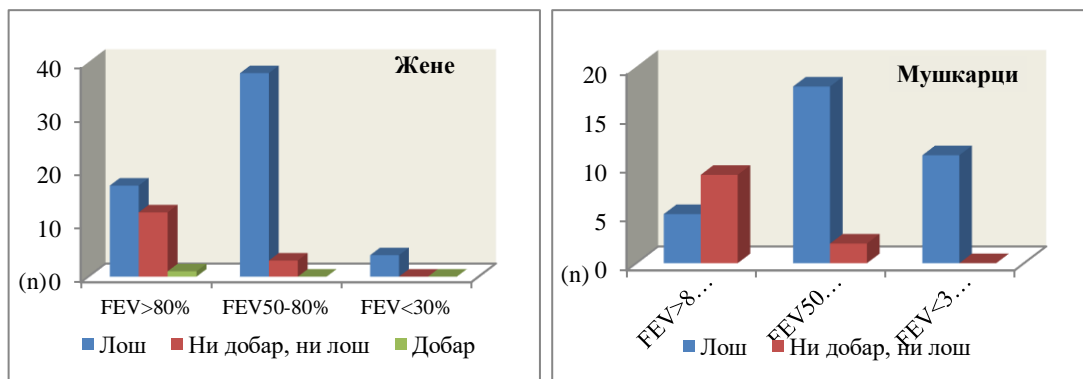 Жене
40
30
20
10
(n) 0
FEV>80% FEV50-80% FEV<30%
Лош Ни добар, ни лош Добар
Мушкарци
20
15
10
5
(n) 0
FEV>8…
FEV50…
FEV<3…
Лош Ни добар, ни лош